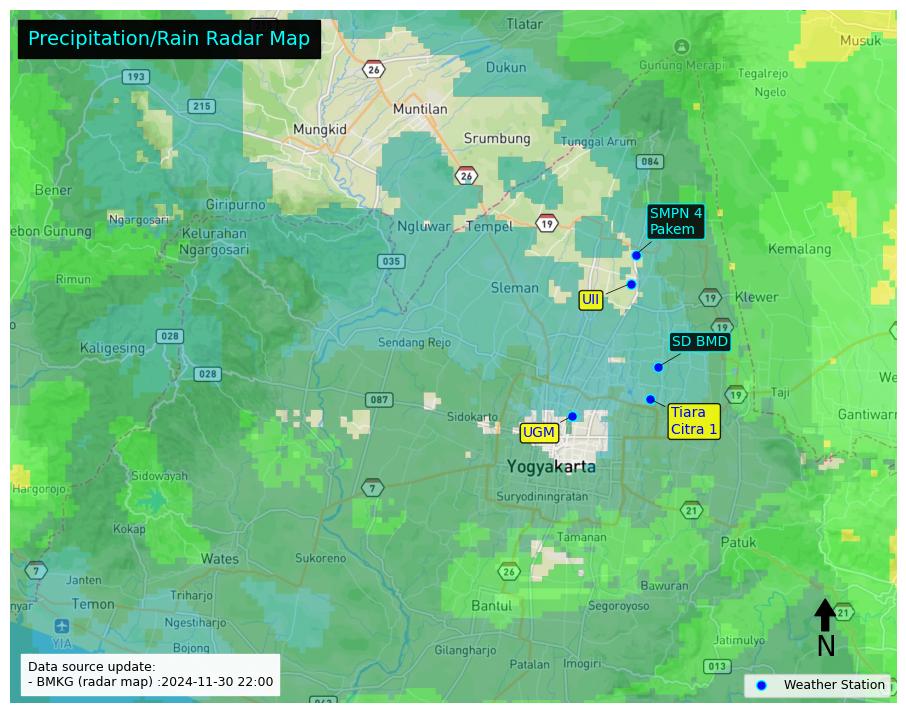 Precipitation/Rain Radar Map
Tlatar
Musuk
26
Gunung Merapi
193
Dukun
Tegalrejo
Ngelo
215
Muntilan
Mungkid
Srumbung
Tunggal Arum
084
26
Bener
Giripurno
SMPN 4
Pakem
Ngargosari
Ngluwar
Tempel
19
ebon Gunung
Kelurahan
Ngargosari
Kemalang
035
Rimun
Sleman
UII
19
Klewer
19
028
Sendang Rejo
SD BMD
Kaligesing
028
We
087
19
Taji
Sidokarto
Tiara
Citra 1
Gantiwarn
UGM
Yogyakarta
Sidowayah
Hargorojo
7
Suryodiningratan
21
Kokap
Tamanan
Patuk
Wates
Sukoreno
7
26
Janten
Bawuran
nyar
Temon
Triharjo
Bantul
Segoroyoso
21
Ngestiharjo
YIA
N
Jatimulyo
Bojong
Gilangharjo
Data source update:
- BMKG (radar map) :2024-11-30 22:00
Patalan
Imogiri
013
Weather Station